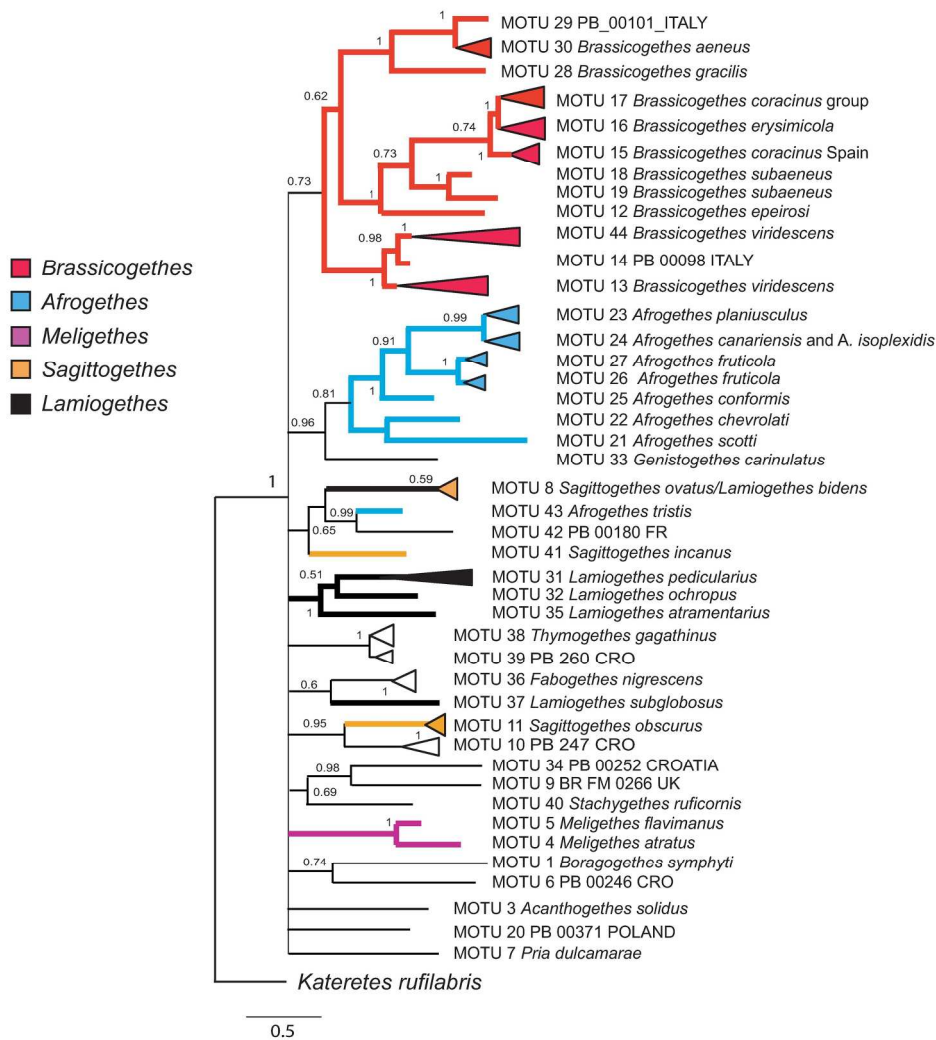 1
MOTU 29 PB_00101_ITALY
1
MOTU 30 Brassicogethes aeneus
MOTU 28 Brassicogethes gracilis
0.62
1
MOTU 17 Brassicogethes coracinus group
0.74
MOTU 16 Brassicogethes erysimicola
0.73
1
MOTU 15 Brassicogethes coracinus Spain
0.73
1
MOTU 18 Brassicogethes subaeneus
1
MOTU 19 Brassicogethes subaeneus
MOTU 12 Brassicogethes epeirosi
1
MOTU 44 Brassicogethes viridescens
0.98
MOTU 14 PB 00098 ITALY
1
MOTU 13 Brassicogethes viridescens
Brassicogethes
Afrogethes
Meligethes
Sagittogethes
Lamiogethes
0.99
MOTU 23 Afrogethes planiusculus
0.91
MOTU 24 Afrogethes canariensis and A. isoplexidis
1
MOTU 27 Afrogethes fruticola
MOTU 26 Afrogethes fruticola
0.81
1
MOTU 25 Afrogethes conformis
MOTU 22 Afrogethes chevrolati
0.96
MOTU 21 Afrogethes scotti
MOTU 33 Genistogethes carinulatus
1
0.59
MOTU 8 Sagittogethes ovatus/Lamiogethes bidens
0.99
MOTU 43 Afrogethes tristis
0.65
MOTU 42 PB 00180 FR
MOTU 41 Sagittogethes incanus
0.51
MOTU 31 Lamiogethes pedicularius
MOTU 32 Lamiogethes ochropus
1
MOTU 35 Lamiogethes atramentarius
1
MOTU 38 Thymogethes gagathinus
MOTU 39 PB 260 CRO
0.6
MOTU 36 Fabogethes nigrescens
1
MOTU 37 Lamiogethes subglobosus
0.95
MOTU 11 Sagittogethes obscurus
1
MOTU 10 PB 247 CRO
0.98
MOTU 34 PB 00252 CROATIA
0.69
MOTU 9 BR FM 0266 UK
MOTU 40 Stachygethes ruficornis
1
MOTU 5 Meligethes flavimanus
MOTU 4 Meligethes atratus
0.74
MOTU 1 Boragogethes symphyti
MOTU 6 PB 00246 CRO
MOTU 3 Acanthogethes solidus
MOTU 20 PB 00371 POLAND
MOTU 7 Pria dulcamarae
Kateretes rufilabris
0.5